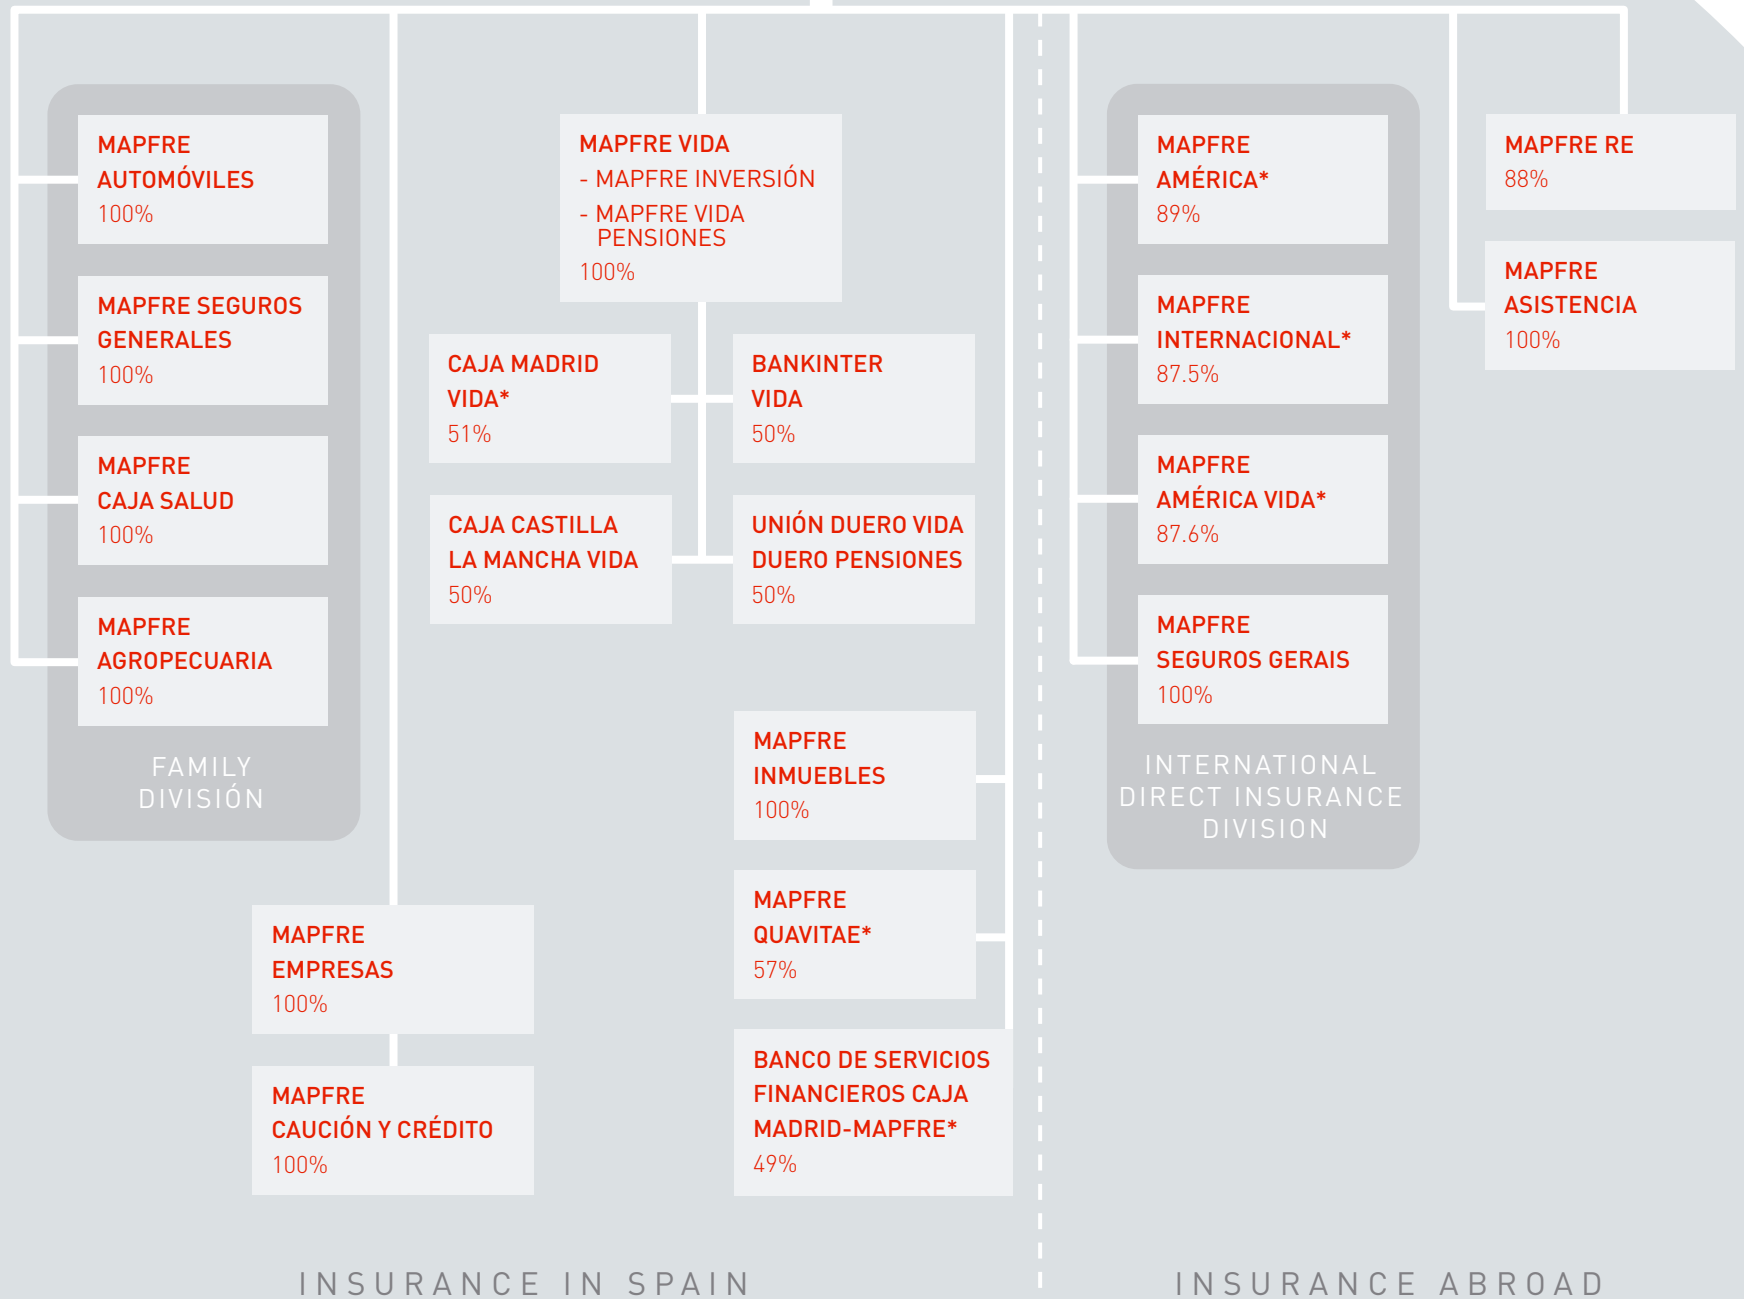 MAPFRE
AUTOMÓVILES
100%
MAPFRE SEGUROS
GENERALES
100%
MAPFRE
CAJA SALUD
100%
MAPFRE
AGROPECUARIA
100%
FAMILY
DIVISIÓN
MAPFRE
EMPRESAS
100%
MAPFRE
CAUCIÓN Y CRÉDITO
100%
MAPFRE VIDA
- MAPFRE INVERSIÓN
- MAPFRE VIDA
PENSIONES
100%
CAJA MADRID
VIDA*
51%
BANKINTER
VIDA
50%
CAJA CASTILLA
LA MANCHA VIDA
50%
UNIÓN DUERO VIDA
DUERO PENSIONES
50%
MAPFRE
INMUEBLES
100%
MAPFRE
QUAVITAE*
57%
BANCO DE SERVICIOS
FINANCIEROS CAJA
MADRID-MAPFRE*
49%
INSURANCE IN SPAIN
MAPFRE
AMÉRICA*
89%
MAPFRE
INTERNACIONAL*
87.5%
MAPFRE
AMÉRICA VIDA*
87.6%
MAPFRE
SEGUROS GERAIS
100%
INTERNATIONAL
DIRECT INSURANCE
DIVISION
MAPFRE RE
88%
MAPFRE
ASISTENCIA
100%
INSURANCE ABROAD